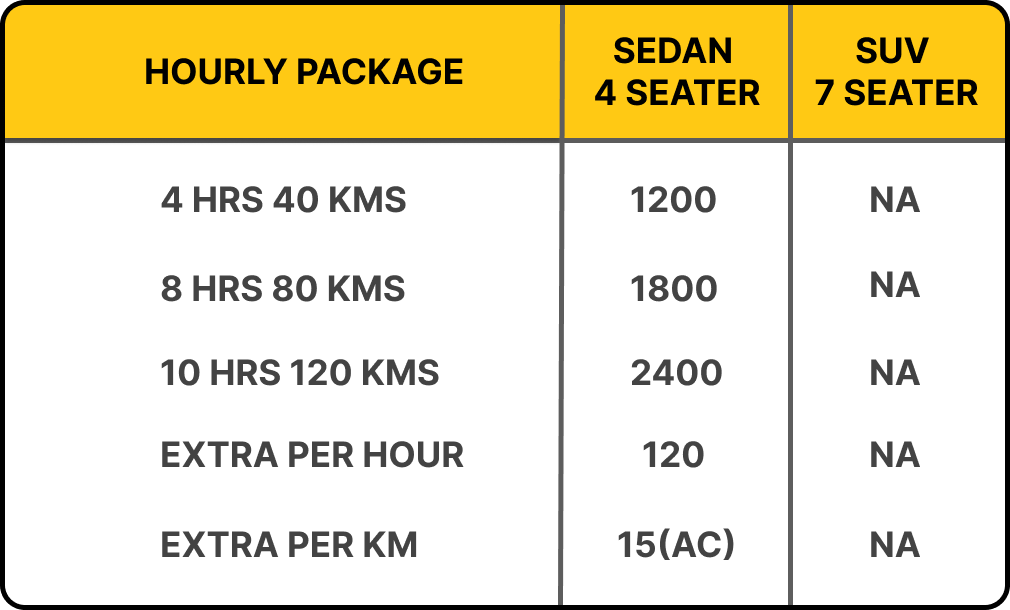 HOURLY PACKAGE
SEDAN
4 SEATER
SUV
7 SEATER
4 HRS 40 KMS 1200 NA
8 HRS 80 KMS 1800 NA
10 HRS 120 KMS 2400 NA
EXTRA PER HOUR 120 NA
EXTRA PER KM 15(AC) NA